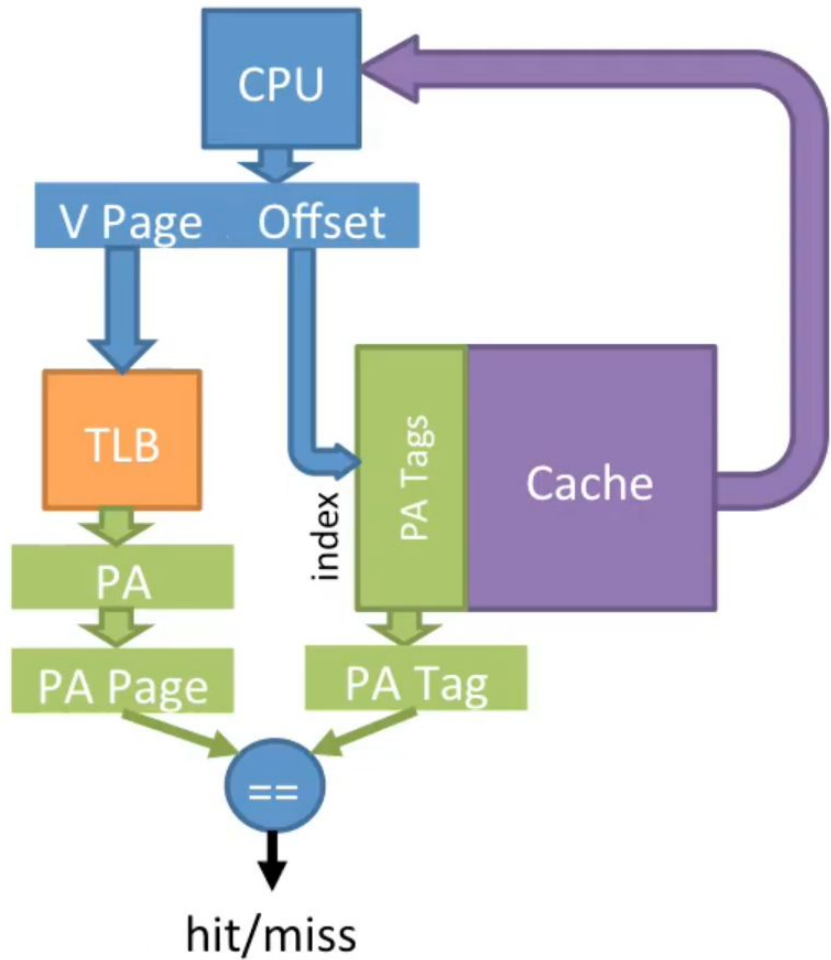 CPU
V Page Offset
TLB
PA Tags
Cache
index
PA
PA Page
PA Tag
==
hit/miss